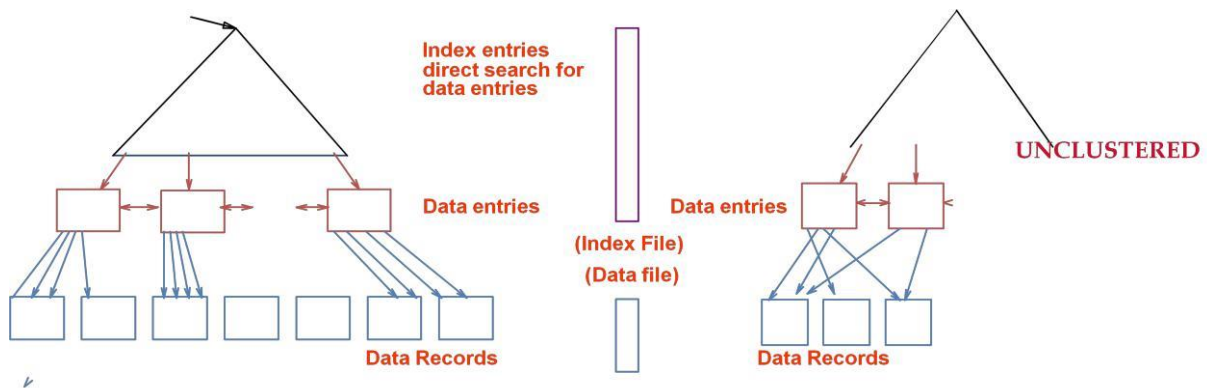 Index entries
direct search for
data entries
UNCLUSTERED
Data entries
Data entries
(Index File)
(Data file)
Data Records
Data Records